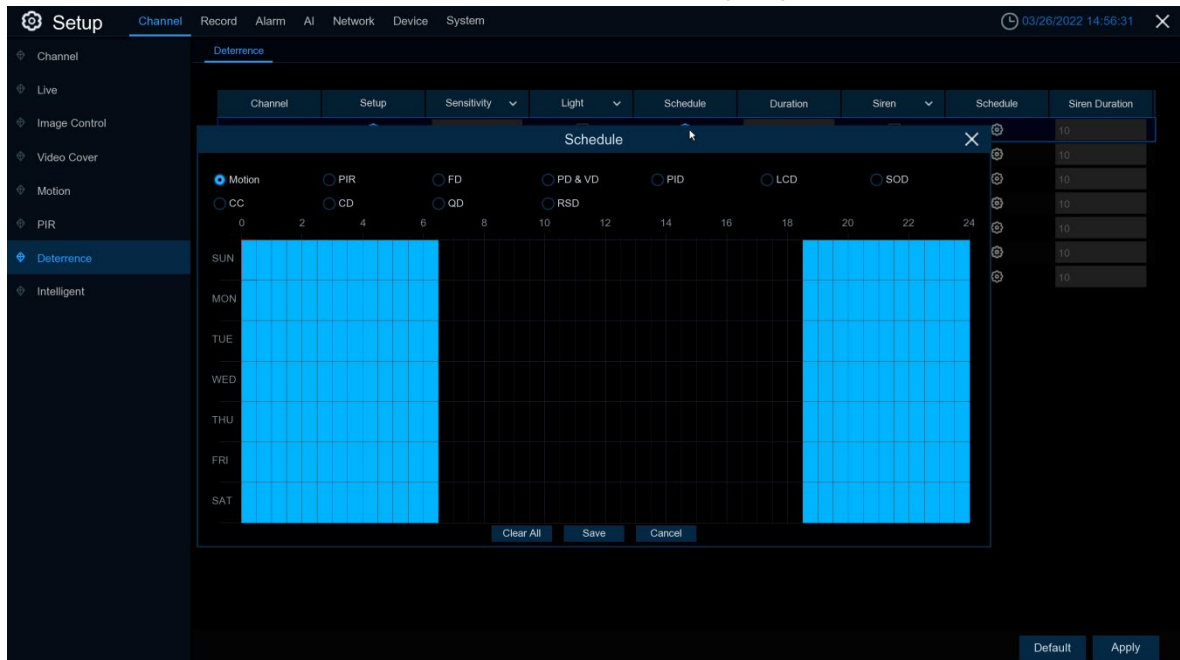 Setup Channel Record Alarm AI Network Device System 03/26/2022 14:56:31
Channel
Deterrence
Live
Channel Setup Sensitivity Light Schedule Duration Siren Schedule Siren Duration
Image Control
10
Schedule
Video Cover
10
Motion PIR FD PD & VD PID LCD SOD
10
Motion
CC CD QD RSD
10
PIR
0 2 4 6 8 10 12 14 16 18 20 22 24
10
Deterrence
SUN
10
10
Intelligent
MON
TUE
WED
THU
FRI
SAT
Clear All Save Cancel
Default Apply